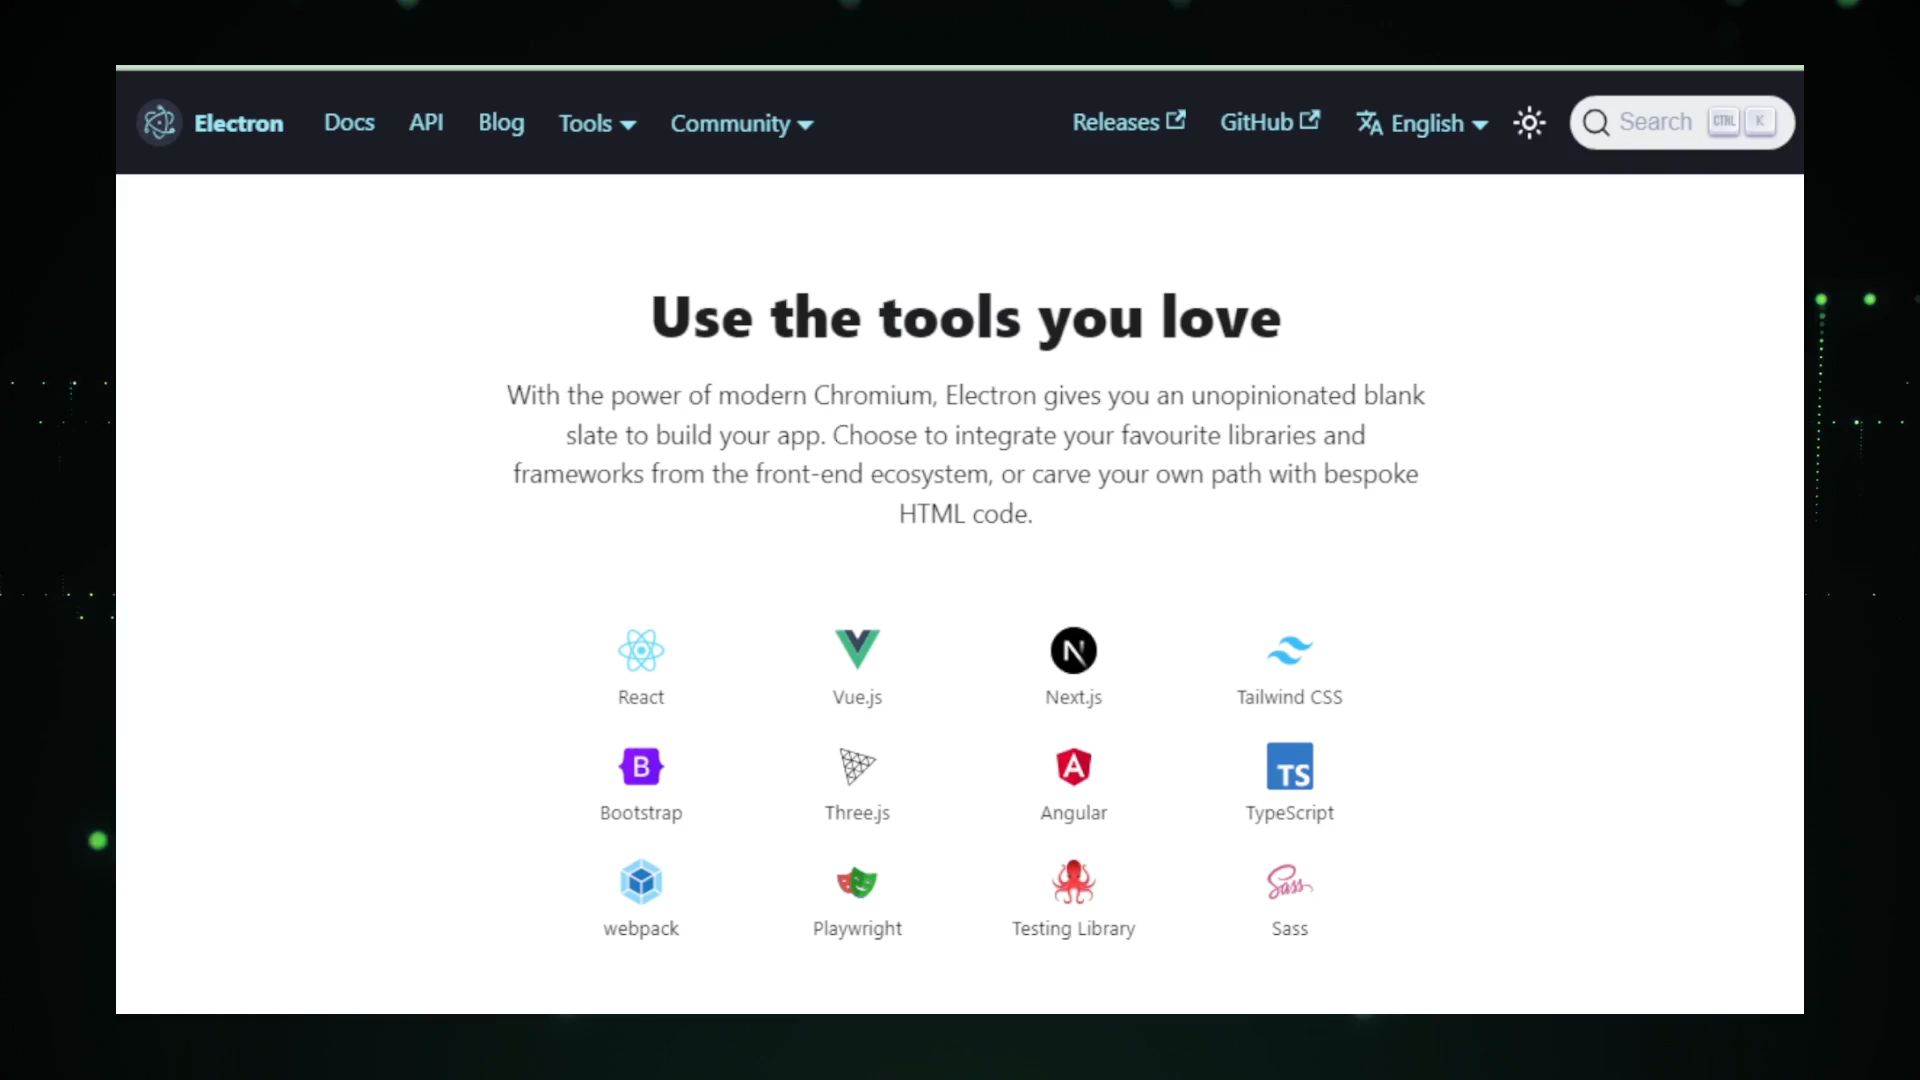 Electron Docs API Blog Tools Community Releases GitHub English Search CTRL K
Use the tools you love
With the power of modern Chromium, Electron gives you an unopinionated blank
slate to build your app. Choose to integrate your favourite libraries and
frameworks from the front-end ecosystem, or carve your own path with bespoke
HTML code.
React Vue.js Next.js Tailwind CSS
B TS
Bootstrap Three.js Angular TypeScript
Sass
webpack Playwright Testing Library Sass